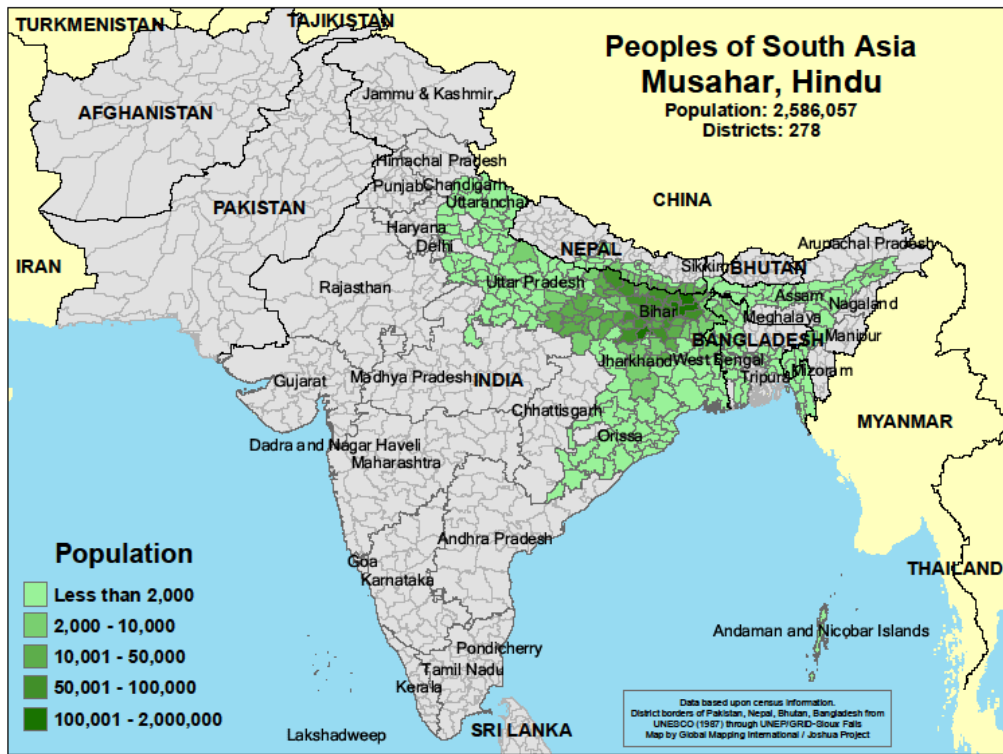 TURKMENISTAN
TAJIKISTAN
Peoples of South Asia
Musahar, Hindu
Population: 2,586,057
Districts: 278
Jammu & Kashmir
AFGHANISTAN
Himachal Pradesh
Punjab
Chandigarh
Uttaranchal
PAKISTAN
CHINA
Haryana
Delhi
NEPAL
Arunachal Pradesh
IRAN
Sikkim
BHUTAN
Rajasthan
Uttar Pradesh
Assam
Nagaland
Bihar
Meghalaya
Manipur
BANGLADESH
Jharkhand
West Bengal
Tripura
Mizoram
Gujarat
Madhya Pradesh
INDIA
Chhattisgarh
MYANMAR
Dadra and Nagar Haveli
Orissa
Maharashtra
Andhra Pradesh
Population
Goa
Karnataka
THAILAND
Less than 2,000
2,000 - 10,000
10,001 - 50,000
50,001 - 100,000
100,001 - 2,000,000
Andaman and Nicobar Islands
Pondicherry
Tamil Nadu
Kerala
Lakshadweep
SRI LANKA
Data based upon census information.
District borders of Pakistan, Nepal, Bhutan, Bangladesh from
UNESCO (1987) through UNEP/GRID-Sioux Falls
Map by Global Mapping International / Joshua Project